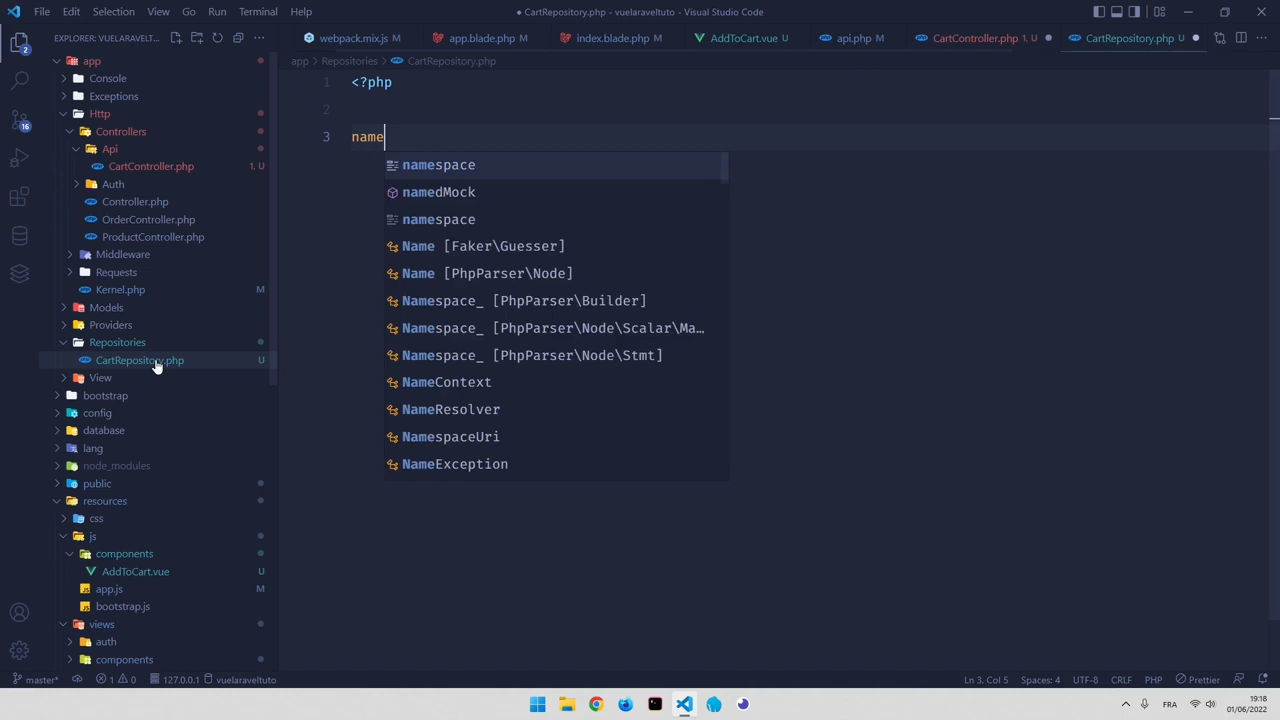 File Edit Selection View Go Run Terminal Help
● CartRepository.php - vuelaraveltuto - Visual Studio Code
EXPLORER: VUELARAVELT...
webpack.mix.js M
app.blade.php M
index.blade.php M
AddToCart.vue U
api.php M
CartController.php 1, U
CartRepository.php U
app > Repositories > CartRepository.php
app
Console
Exceptions
Http
Controllers
Api
CartController.php 1, U
Auth
Controller.php
OrderController.php
ProductController.php
Middleware
Requests
Kernel.php M
Models
Providers
Repositories
CartRepository.php U
View
bootstrap
config
database
lang
node_modules
public
resources
css
js
components
AddToCart.vue U
app.js M
bootstrap.js
views
auth
components
2
16
1 <?php
2
3 name
namespace
namedMock
namespace
Name [Faker\Guesser]
Name [PhpParser\Node]
Namespace_ [PhpParser\Builder]
Namespace_ [PhpParser\Node\Scalar\Ma...
Namespace_ [PhpParser\Node\Stmt]
NameContext
NameResolver
NamespaceUri
NameException
master* 1 0 127.0.0.1 vuelaraveltuto
Ln 3, Col 5 Spaces: 4 UTF-8 CRLF PHP Prettier
FRA
19:18
01/06/2022